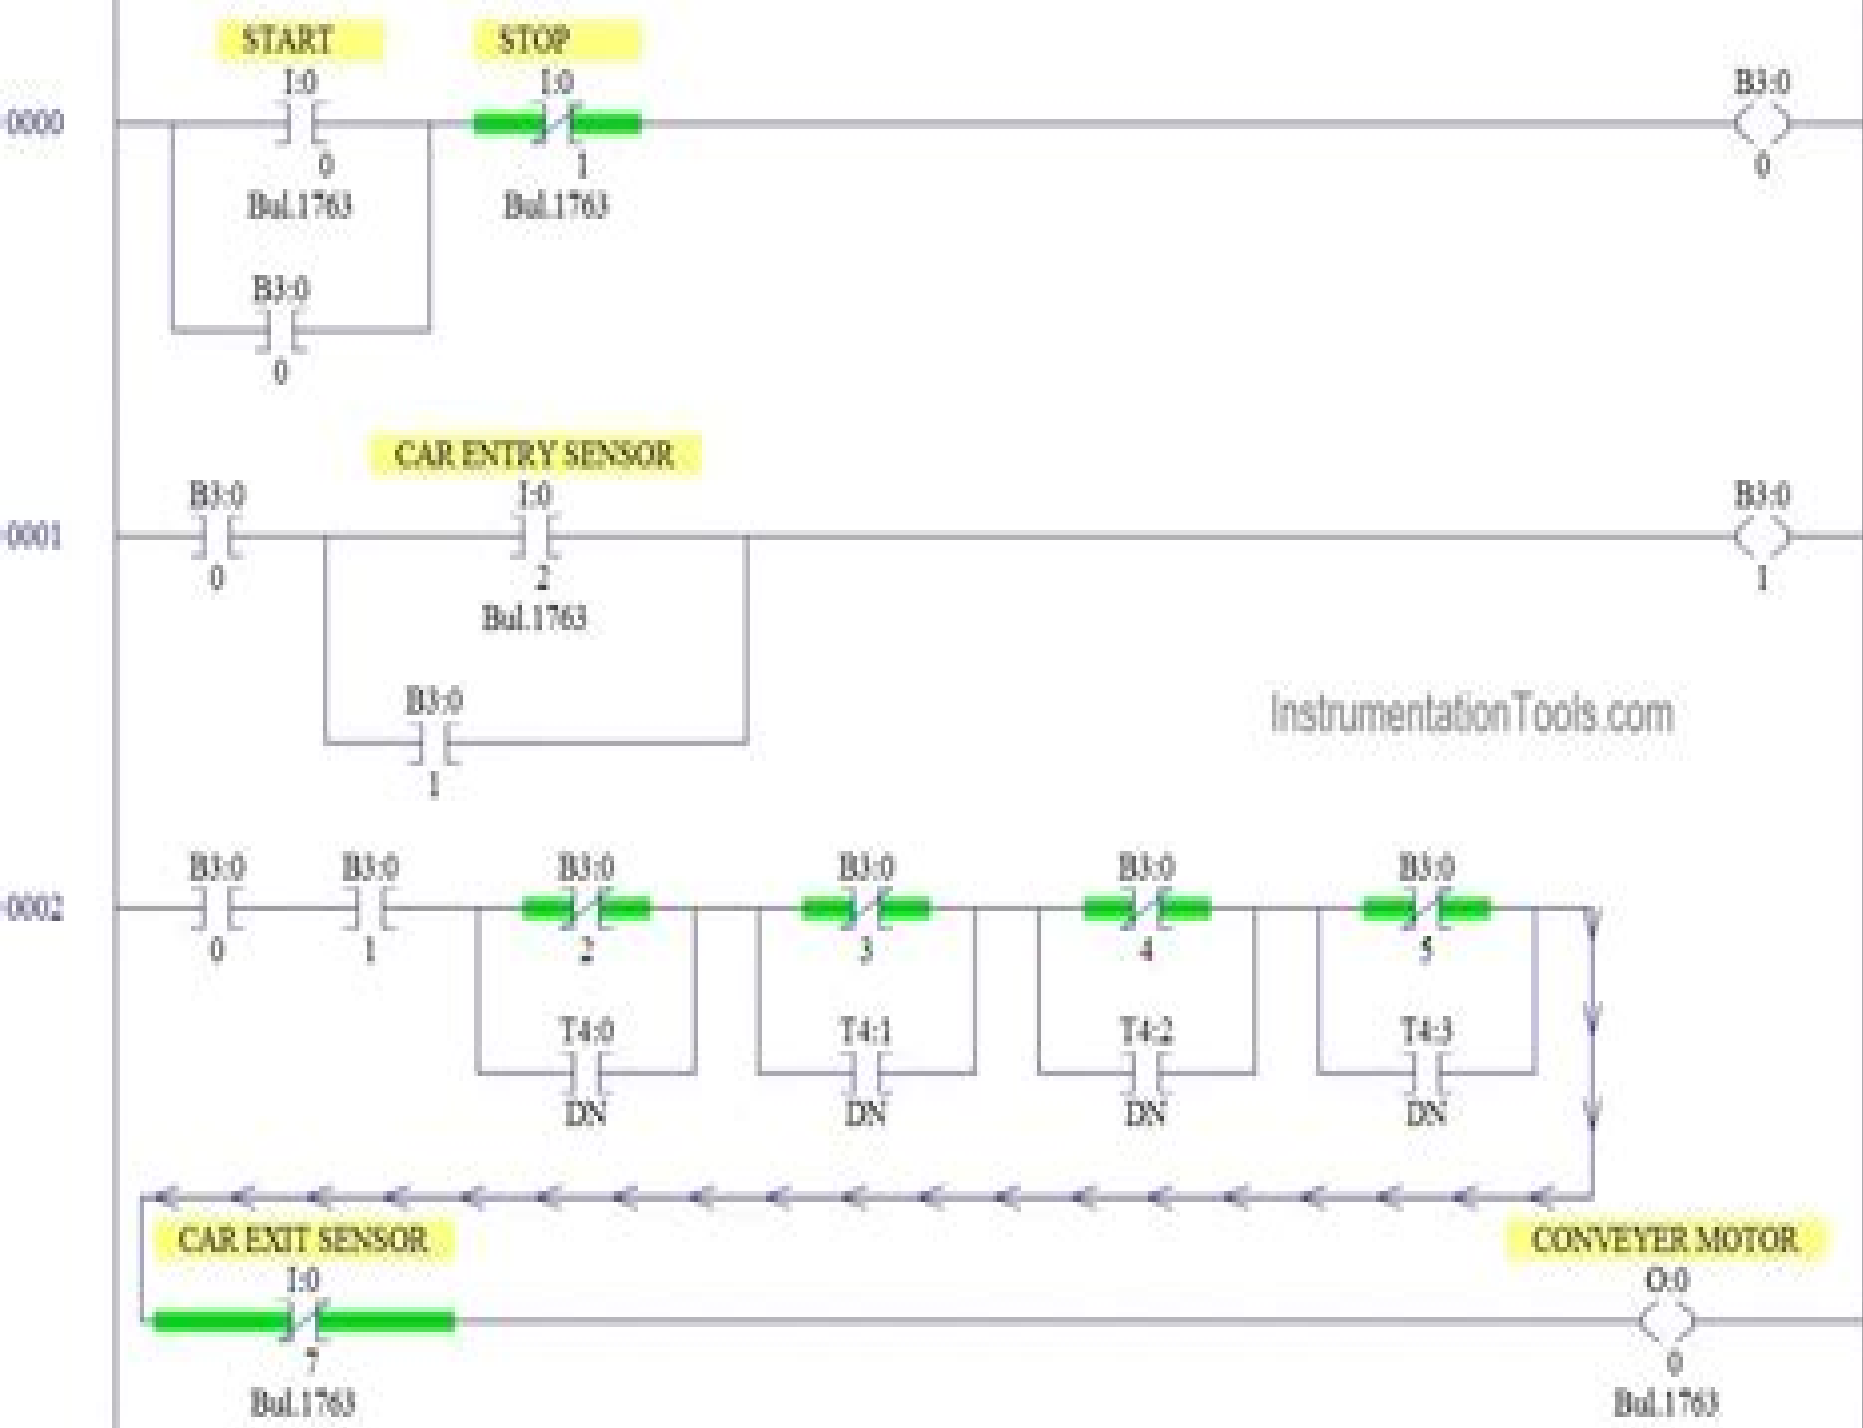 START STOP
I:0 I:0 B3:0
0000
0 1 0
Bul.1763 Bul.1763
B3:0
0
CAR ENTRY SENSOR
B3:0 I:0 B3:0
0001
0 2 1
Bul.1763
B3:0
1
InstrumentationTools.com
B3:0 B3:0 B3:0 B3:0 B3:0 B3:0
0002
0 1 2 3 4 5
T4:0 T4:1 T4:2 T4:3
DN DN DN DN
CAR EXIT SENSOR CONVEYER MOTOR
I:0 O:0
7 0
Bul.1763 Bul.1763